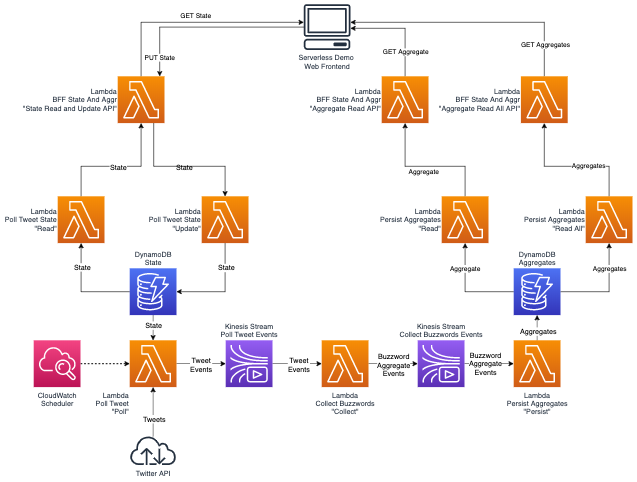 GET State
PUT State
GET Aggregate
GET Aggregates
Serverless Demo
Web Frontend
Lambda
BFF State And Aggr
"State Read and Update API"
Lambda
BFF State And Aggr
"Aggregate Read API"
Lambda
BFF State And Aggr
"Aggregate Read All API"
State
State
Aggregate
Aggregates
Lambda
Poll Tweet State
"Read"
Lambda
Poll Tweet State
"Update"
Lambda
Persist Aggregates
"Read"
Lambda
Persist Aggregates
"Read All"
DynamoDB
State
DynamoDB
Aggregates
State
State
Aggregate
Aggregates
State
Aggregates
Kinesis Stream
Poll Tweet Events
Kinesis Stream
Collect Buzzwords Events
Tweet
Events
Tweet
Events
Buzzword
Aggregate
Events
Buzzword
Aggregate
Events
CloudWatch
Scheduler
Lambda
Poll Tweet
"Poll"
Lambda
Collect Buzzwords
"Collect"
Lambda
Persist Aggregates
"Persist"
Tweets
Twitter API